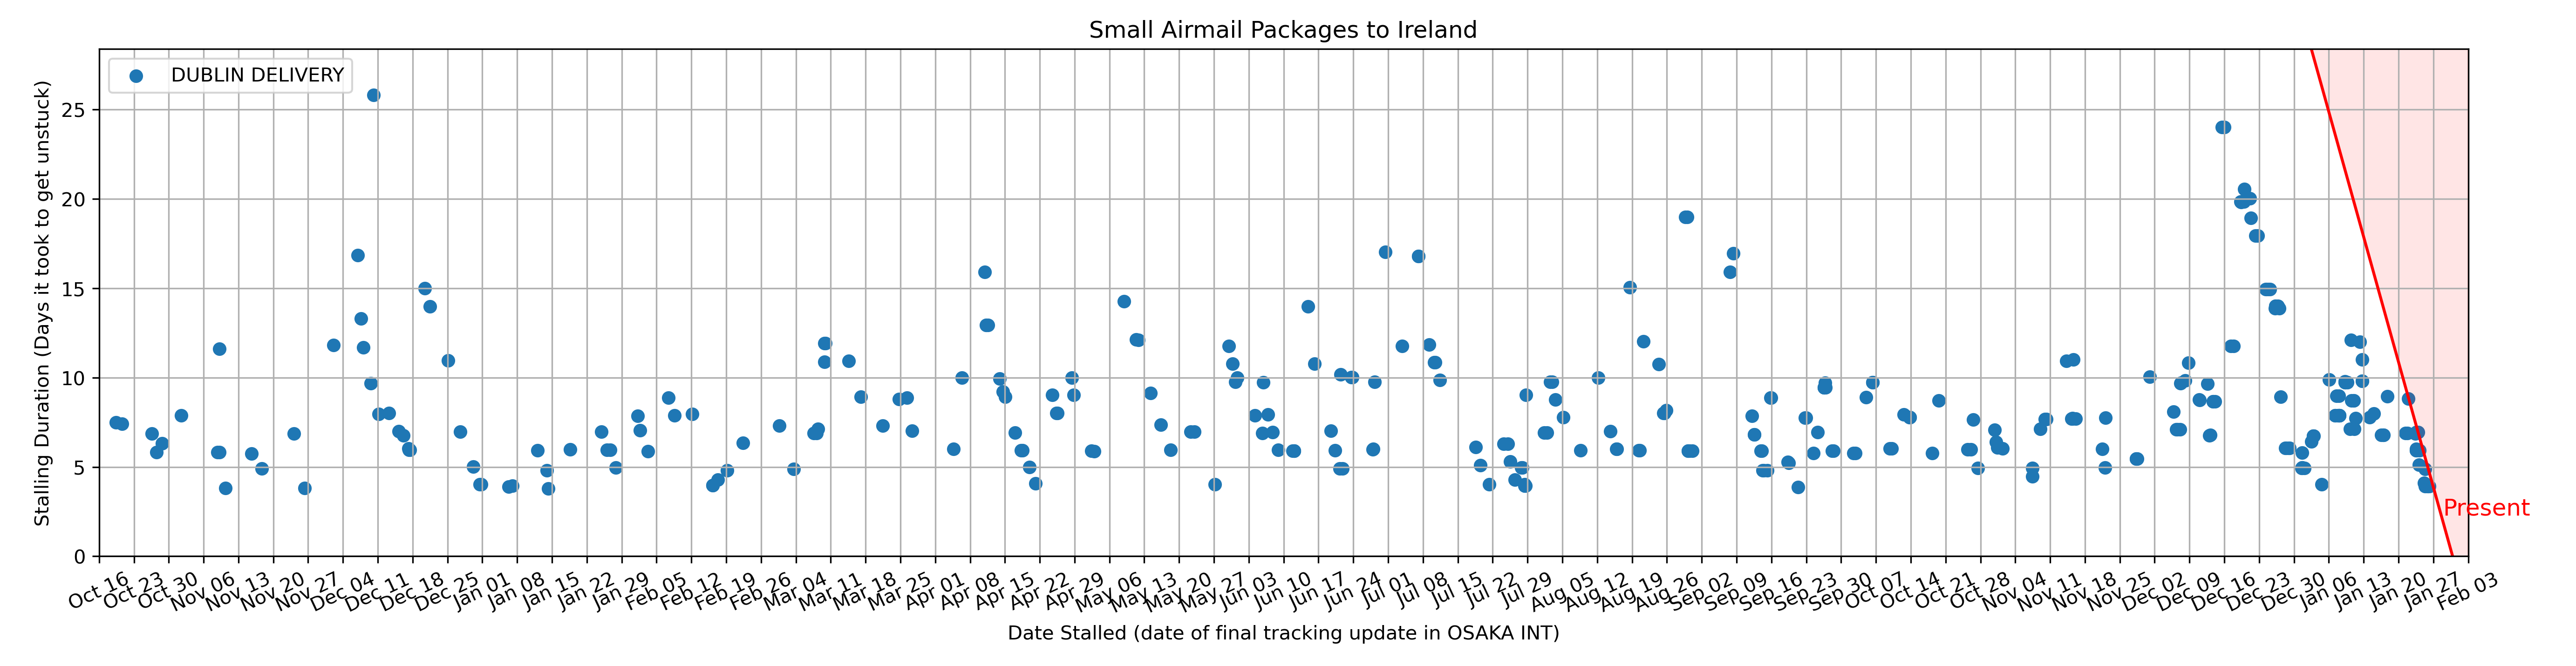 Small Airmail Packages to Ireland
DUBLIN DELIVERY
Stalling Duration (Days it took to get unstuck)
25
20
15
10
5
0
Present
Oct 16
Oct 23
Oct 30
Nov 06
Nov 13
Nov 20
Nov 27
Dec 04
Dec 11
Dec 18
Dec 25
Jan 01
Jan 08
Jan 15
Jan 22
Jan 29
Feb 05
Feb 12
Feb 19
Feb 26
Mar 04
Mar 11
Mar 18
Mar 25
Apr 01
Apr 08
Apr 15
Apr 22
Apr 29
May 06
May 13
May 20
May 27
Jun 03
Jun 10
Jun 17
Jun 24
Jul 01
Jul 08
Jul 15
Jul 22
Jul 29
Aug 05
Aug 12
Aug 19
Aug 26
Sep 02
Sep 09
Sep 16
Sep 23
Sep 30
Oct 07
Oct 14
Oct 21
Oct 28
Nov 04
Nov 11
Nov 18
Nov 25
Dec 02
Dec 09
Dec 16
Dec 23
Dec 30
Jan 06
Jan 13
Jan 20
Jan 27
Feb 03
Date Stalled (date of final tracking update in OSAKA INT)